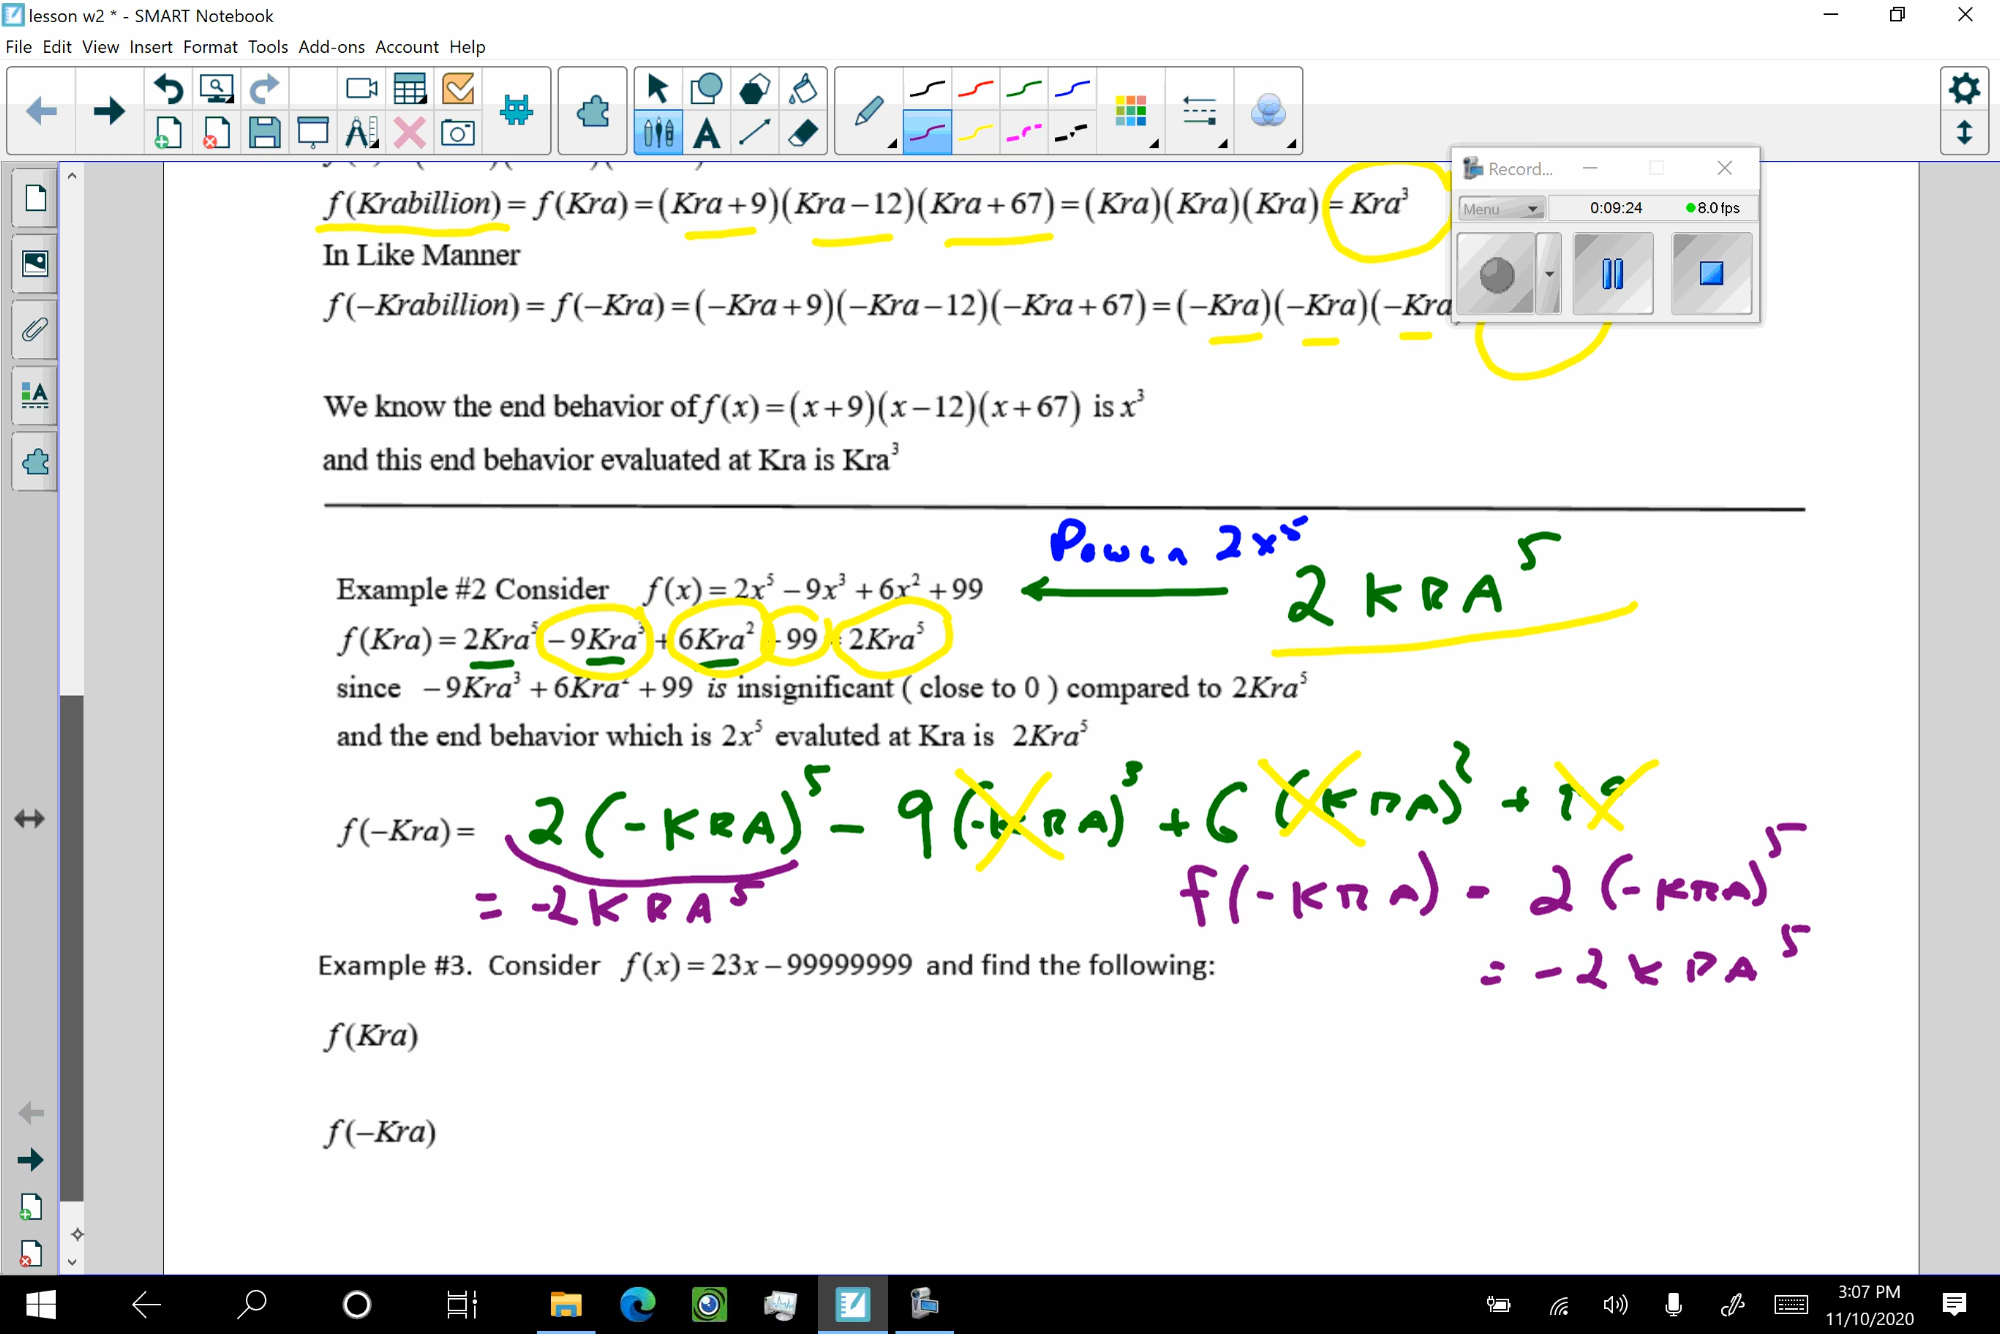 lesson w2 * - SMART Notebook
File Edit View Insert Format Tools Add-ons Account Help
Record...
Menu 0:09:24 8.0 fps
f(Krabillion) = f(Kra) = (Kra+9)(Kra−12)(Kra+67) = (Kra)(Kra)(Kra) = Kra³
In Like Manner
f(−Krabillion) = f(−Kra) = (−Kra+9)(−Kra−12)(−Kra+67) = (−Kra)(−Kra)(−Kra
We know the end behavior of f(x) = (x+9)(x−12)(x+67) is x³
and this end behavior evaluated at Kra is Kra³
Power 2x⁵
2 KRA⁵
Example #2 Consider f(x) = 2x⁵ − 9x³ + 6x² + 99
f(Kra) = 2Kra⁵ − 9Kra³ + 6Kra² 99 = 2Kra⁵
since −9Kra³ + 6Kra² + 99 is insignificant ( close to 0 ) compared to 2Kra⁵
and the end behavior which is 2x⁵ evaluted at Kra is 2Kra⁵
f(−Kra) = 2(−KRA)⁵ − 9(−KRA)³ + 6(KRA)² + 99
= -2KRA⁵
f(-KRA) = 2(-KRA)⁵
= -2KRA⁵
Example #3. Consider f(x) = 23x − 99999999 and find the following:
f(Kra)
f(−Kra)
3:07 PM
11/10/2020